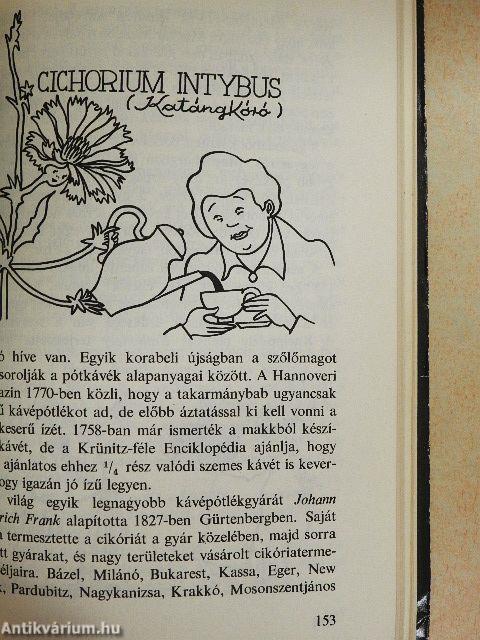 CICHORIUM INTYBUS
(Katángkóró)
ó híve van. Egyik korabeli újságban a szőlőmagot
sorolják a pótkávék alapanyagai között. A Hannoveri
azin 1770-ben közli, hogy a takarmánybab ugyancsak
ű kávépótlékot ad, de előbb áztatással ki kell vonni a
keserű ízét. 1758-ban már ismerték a makkból készí-
kávét, de a Krünitz-féle Enciklopédia ajánlja, hogy
ajánlatos ehhez 1/4 rész valódi szemes kávét is kever-
ogy igazán jó ízű legyen.
világ egyik legnagyobb kávépótlékgyárát Johann
rich Frank alapította 1827-ben Gürtenbergben. Saját
termesztette a cikóriát a gyár közelében, majd sorra
tt gyárakat, és nagy területeket vásárolt cikóriaterme-
éljaira. Bázel, Milánó, Bukarest, Kassa, Eger, New
k, Pardubitz, Nagykanizsa, Krakkó, Mosonszentjános
153
Antikvárium.hu